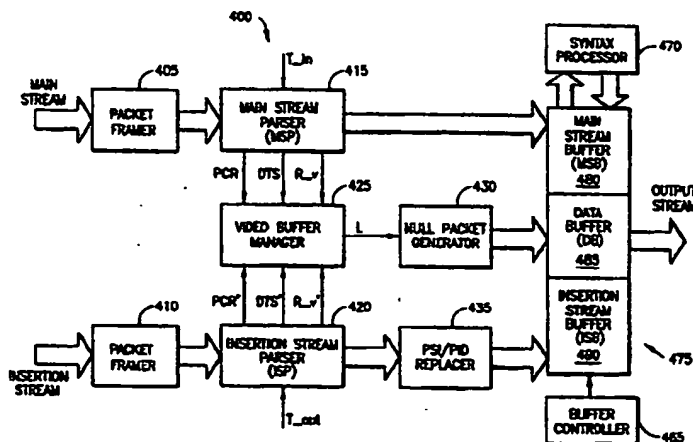 400
T_in
SYNTAX
PROCESSOR
470
405
415
MAIN
STREAM
PACKET
FRAMER
MAIN STREAM
PARSER
(MSP)
MAIN
STREAM
BUFFER
(MSB)
480
PCR
DTS
R_v
425
430
VIDEO BUFFER
MANAGER
L
NULL PACKET
GENERATOR
DATA
BUFFER
(DB)
485
OUTPUT
STREAM
PCR'
DTS'
R_v'
410
420
435
PACKET
FRAMER
INSERTION STREAM
PARSER
(ISP)
PSI/PID
REPLACER
INSERTION
STREAM
BUFFER
(ISB)
490
475
INSERTION
STREAM
BUFFER
CONTROLLER
465